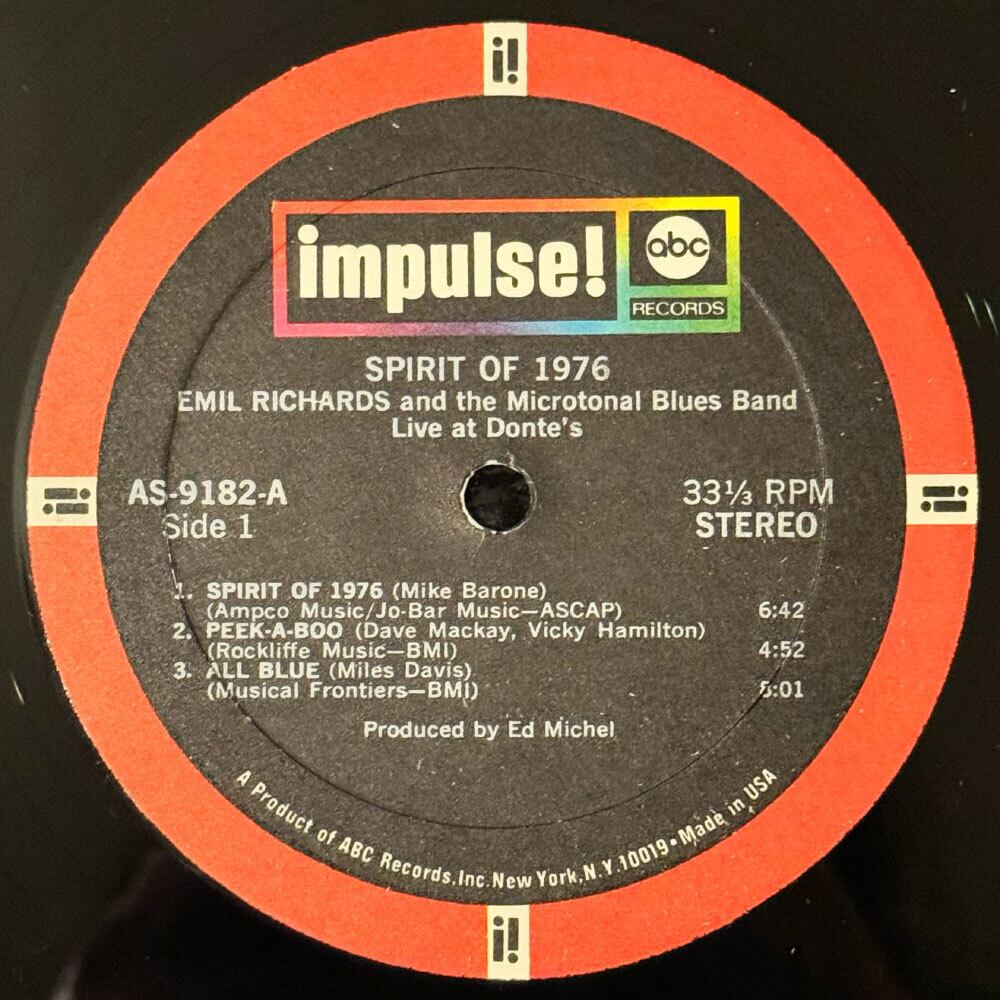 i!
impulse!
abc
RECORDS
SPIRIT OF 1976
EMIL RICHARDS and the Microtonal Blues Band
Live at Donte's
i!
AS-9182-A
33⅓ RPM
i!
Side 1
STEREO
1. SPIRIT OF 1976 (Mike Barone)
(Ampco Music/Jo-Bar Music—ASCAP) 6:42
2. PEEK-A-BOO (Dave Mackay, Vicky Hamilton)
(Rockliffe Music—BMI) 4:52
3. ALL BLUE (Miles Davis)
(Musical Frontiers—BMI) 5:01
Produced by Ed Michel
A Product of ABC Records, Inc. New York, N.Y. 10019 • Made in USA
i!